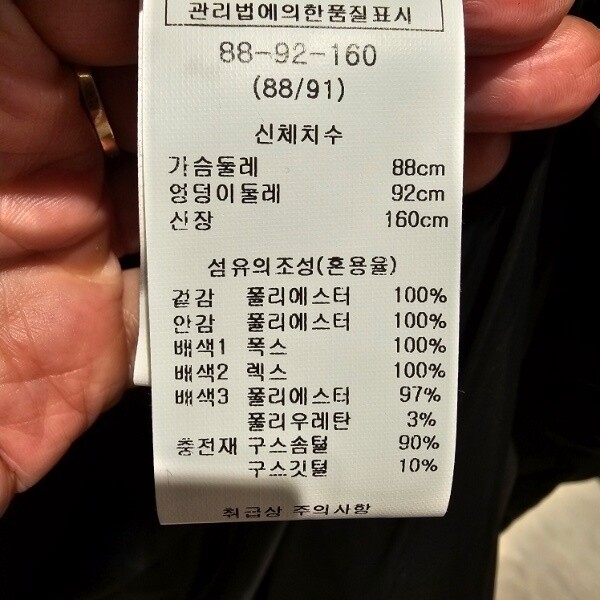 관리법에의한품질표시
88-92-160
(88/91)
신체치수
가슴둘레 88cm
엉덩이둘레 92cm
신장 160cm
섬유의조성(혼용율)
겉감 폴리에스터 100%
안감 폴리에스터 100%
배색1 폭스 100%
배색2 렉스 100%
배색3 폴리에스터 97%
폴리우레탄 3%
충전재 구스솜털 90%
구스깃털 10%
취급상 주의사항